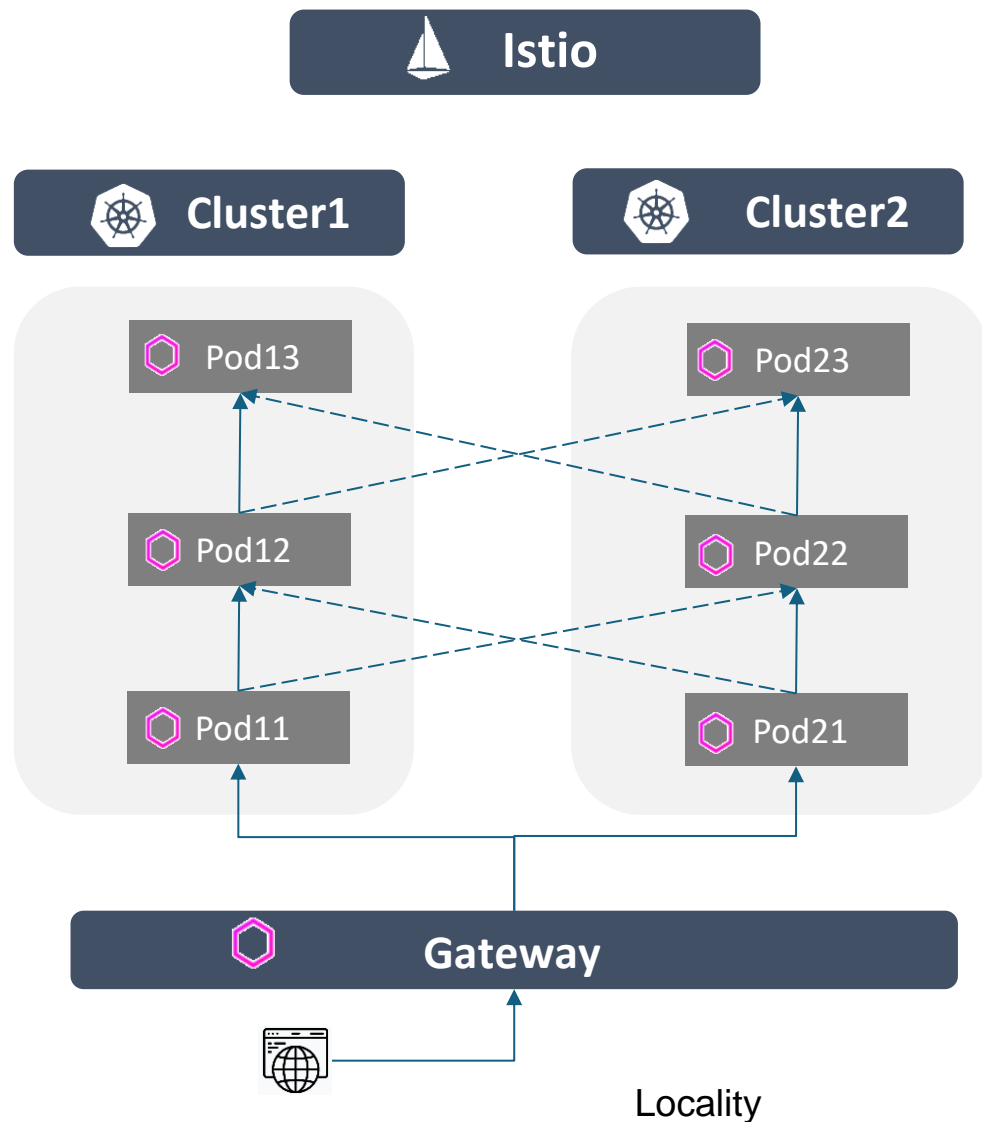 Istio
Cluster1
Cluster2
Pod13
Pod23
Pod12
Pod22
Pod11
Pod21
Gateway
Locality